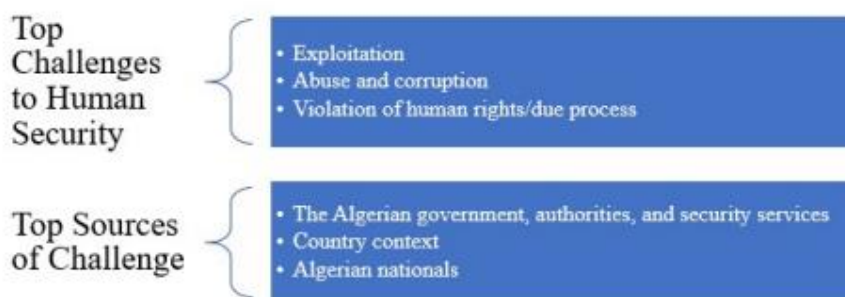 Top
Challenges
to Human
Security
• Exploitation
• Abuse and corruption
• Violation of human rights/due process
Top Sources
of Challenge
• The Algerian government, authorities, and security services
• Country context
• Algerian nationals